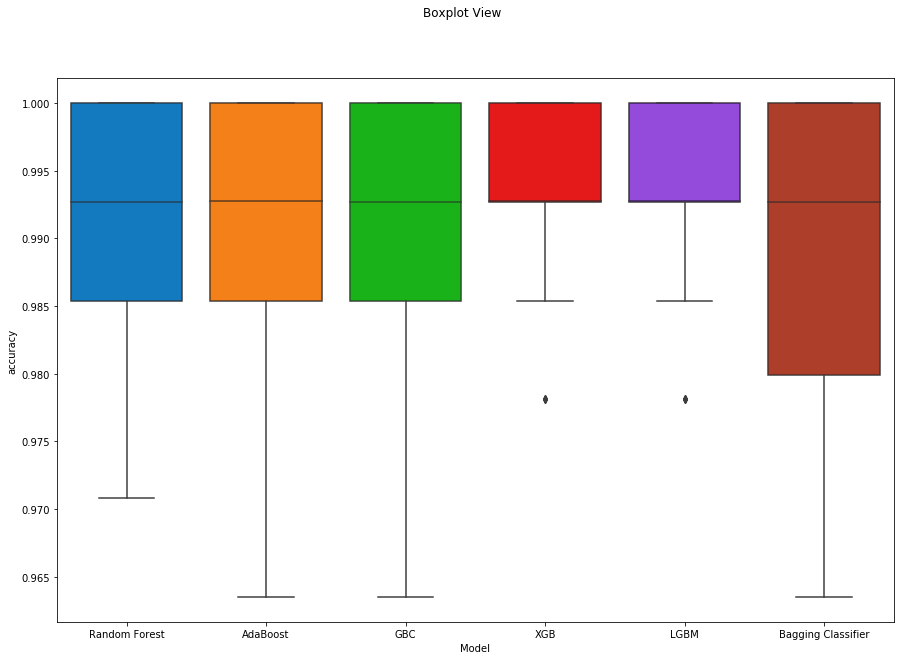 Boxplot View
1.000
0.995
0.990
0.985
0.980
0.975
0.970
0.965
accuracy
Random Forest
AdaBoost
GBC
XGB
LGBM
Bagging Classifier
Model